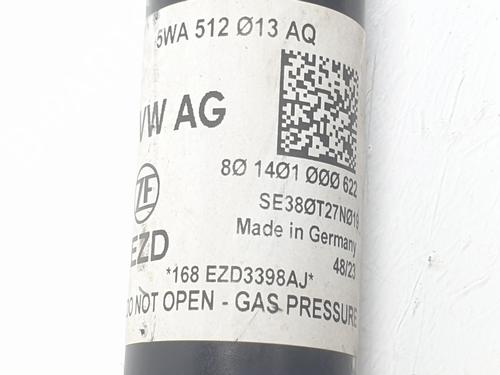 5WA 512 Ø13 AQ
VW AG
8Ø 14Ø1 ØØØ 622
ZF
SE38ØT27NØ19
Made in Germany
EZD
48/23
*168 EZD3398AJ*
DO NOT OPEN - GAS PRESSURE